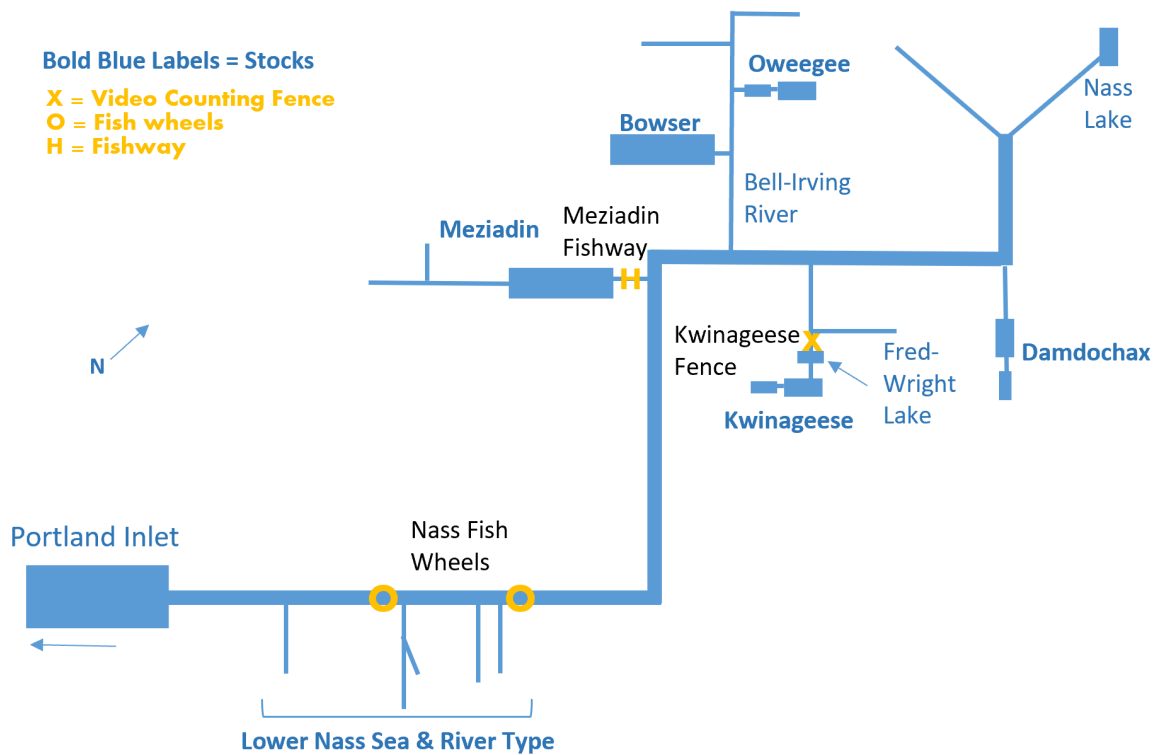 Bold Blue Labels = Stocks
X = Video Counting Fence
O = Fish wheels
H = Fishway
Oweegee
Nass
Lake
Bowser
Bell-Irving
River
Meziadin
Meziadin
Fishway
H
Kwinageese
Fence
X
Fred-
Wright
Lake
Damdochax
Kwinageese
N
Nass Fish
Wheels
Portland Inlet
Lower Nass Sea & River Type